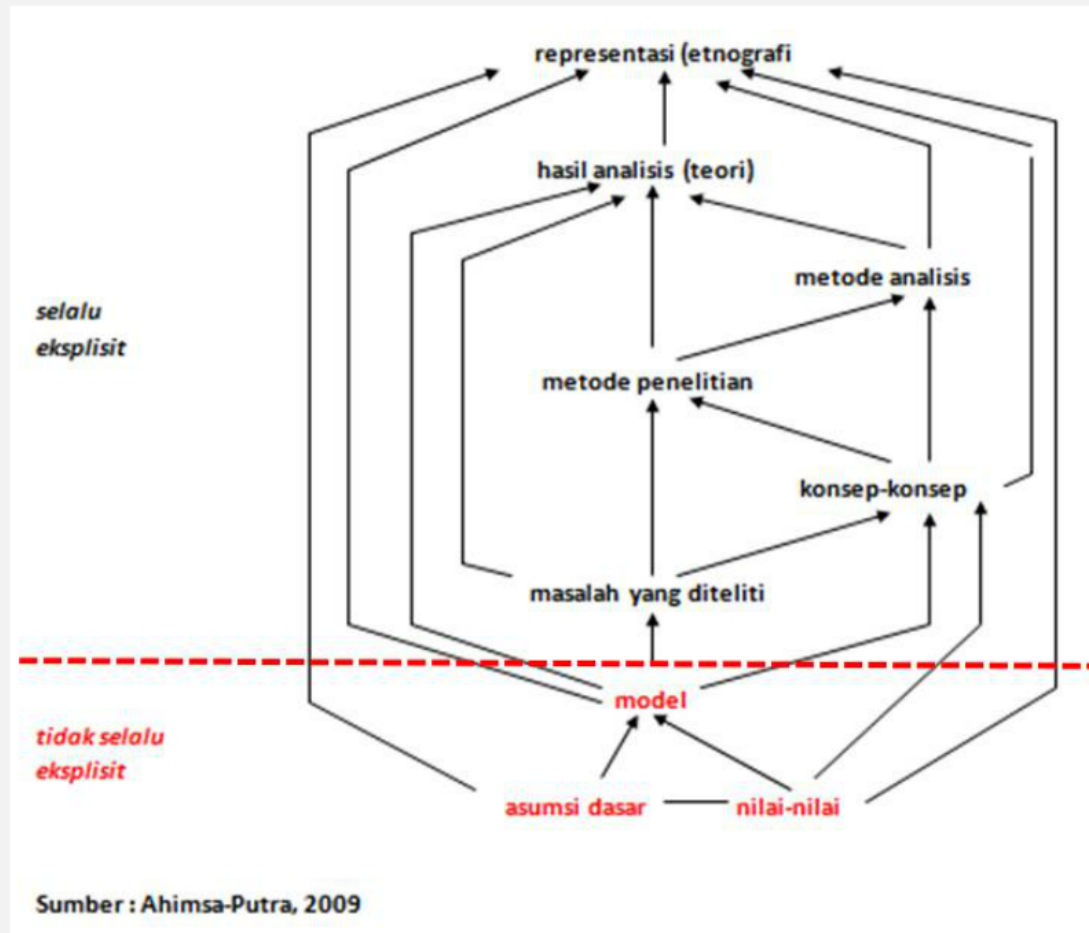 representasi (etnografi
hasil analisis (teori)
metode analisis
selalu
eksplisit
metode penelitian
konsep-konsep
masalah yang diteliti
model
tidak selalu
eksplisit
asumsi dasar
nilai-nilai
Sumber : Ahimsa-Putra, 2009